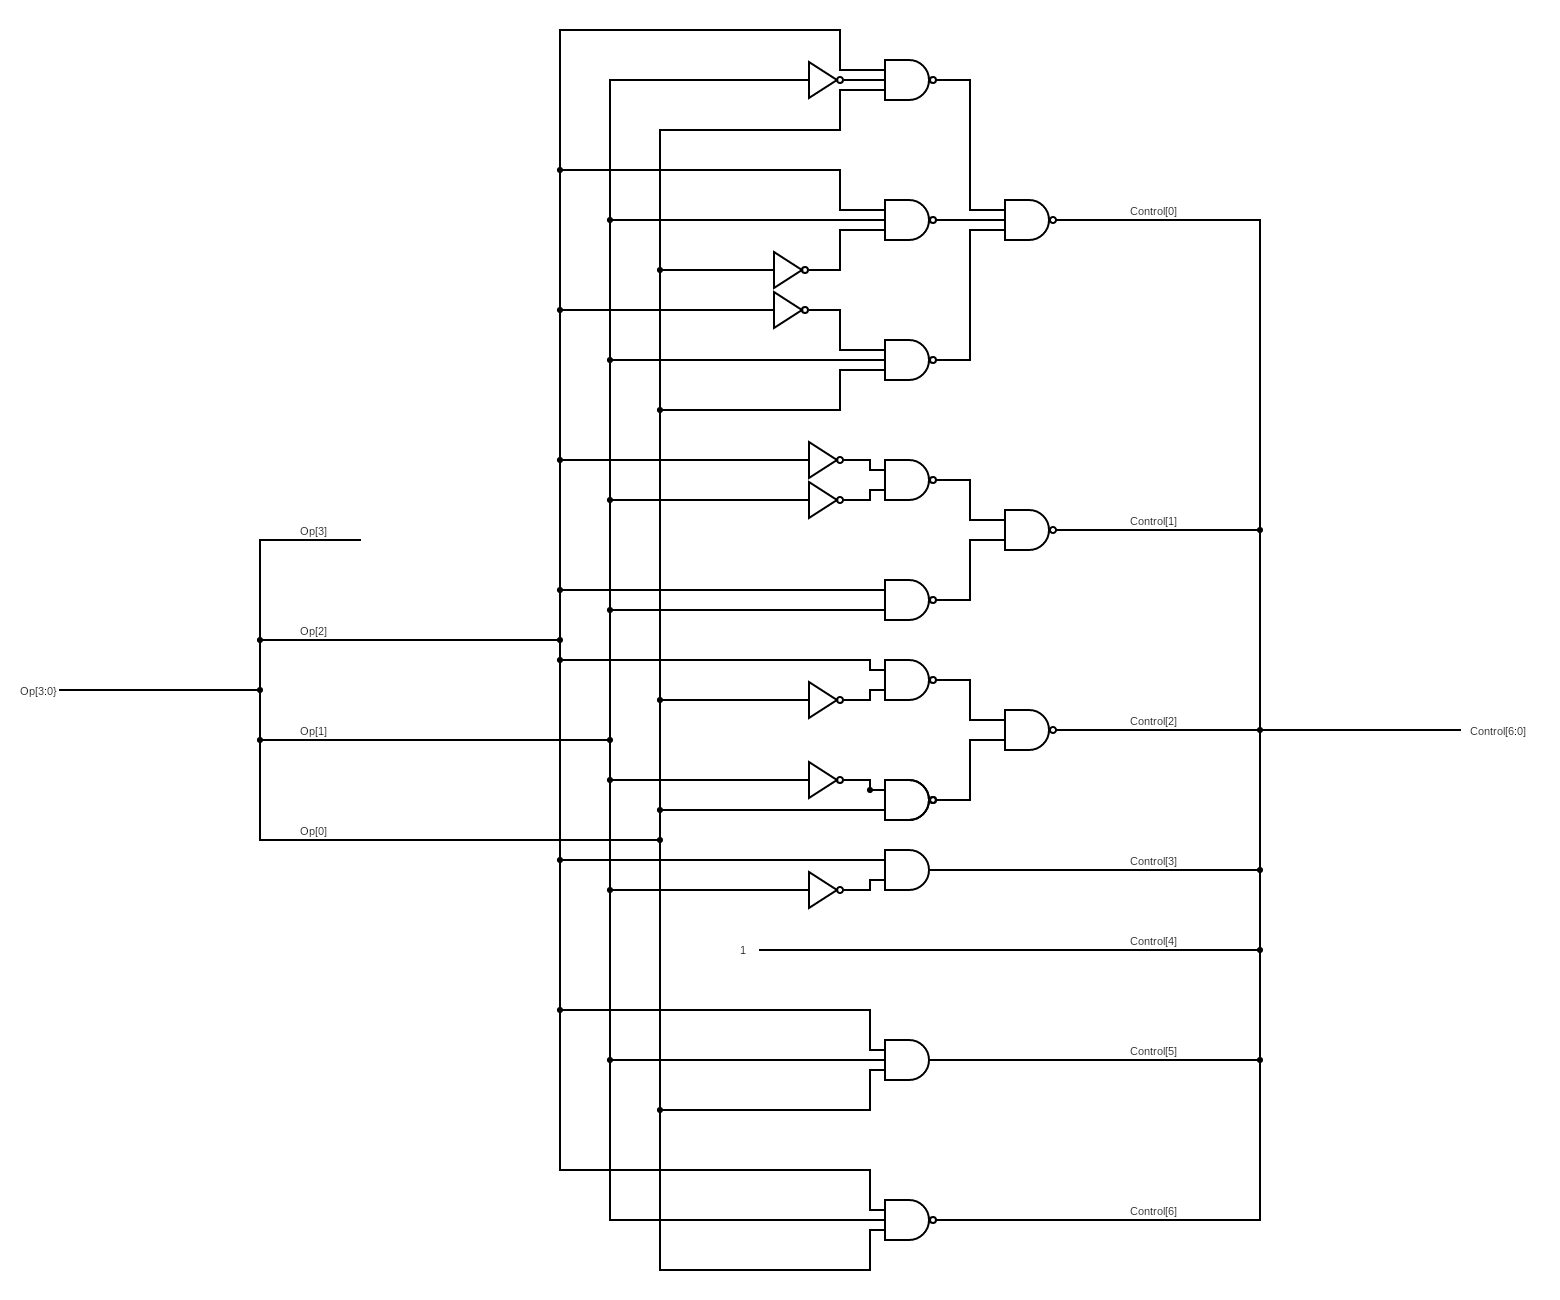 Control[0]
Control[1]
Op[3]
Op[2]
Op[3:0}
Op[1]
Control[2]
Control[6:0]
Op[0]
Control[3]
1
Control[4]
Control[5]
Control[6]